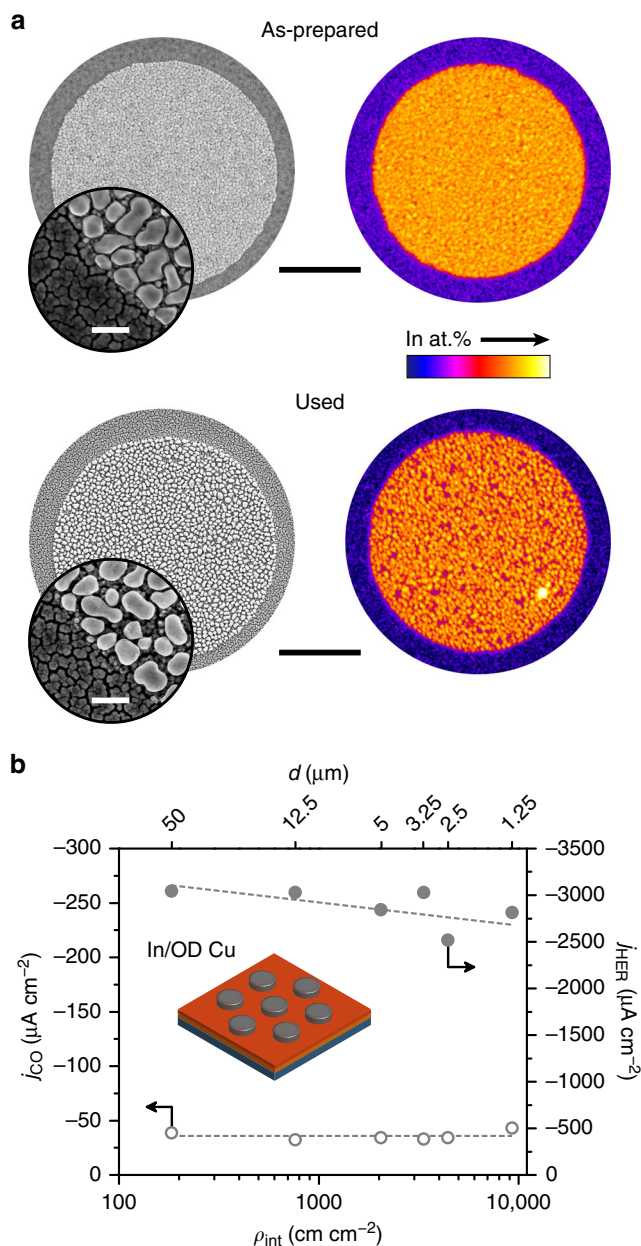 a
As-prepared
In at.%
Used
b
d (μm)
50 12.5 5 3.25 2.5 1.25
−300
−250
−200
−150
−100
−50
0
jCO (μA cm−2)
In/OD Cu
−3500
−3000
−2500
−2000
−1500
−1000
−500
0
jHER (μA cm−2)
100 1000 10,000
ρint (cm cm−2)